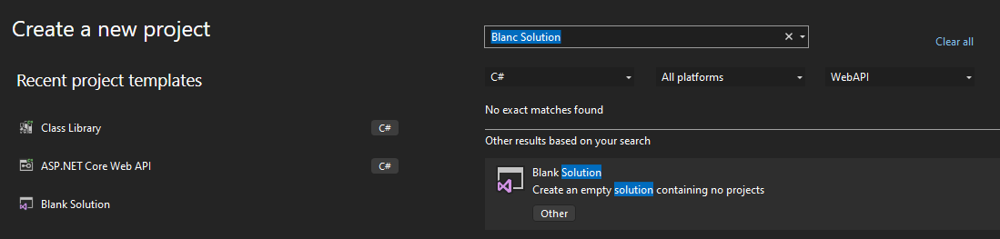 Create a new project
Recent project templates
Class Library
C#
ASP.NET Core Web API
C#
Blank Solution
Blanc Solution
Clear all
C#
All platforms
WebAPI
No exact matches found
Other results based on your search
Blank Solution
Create an empty solution containing no projects
Other